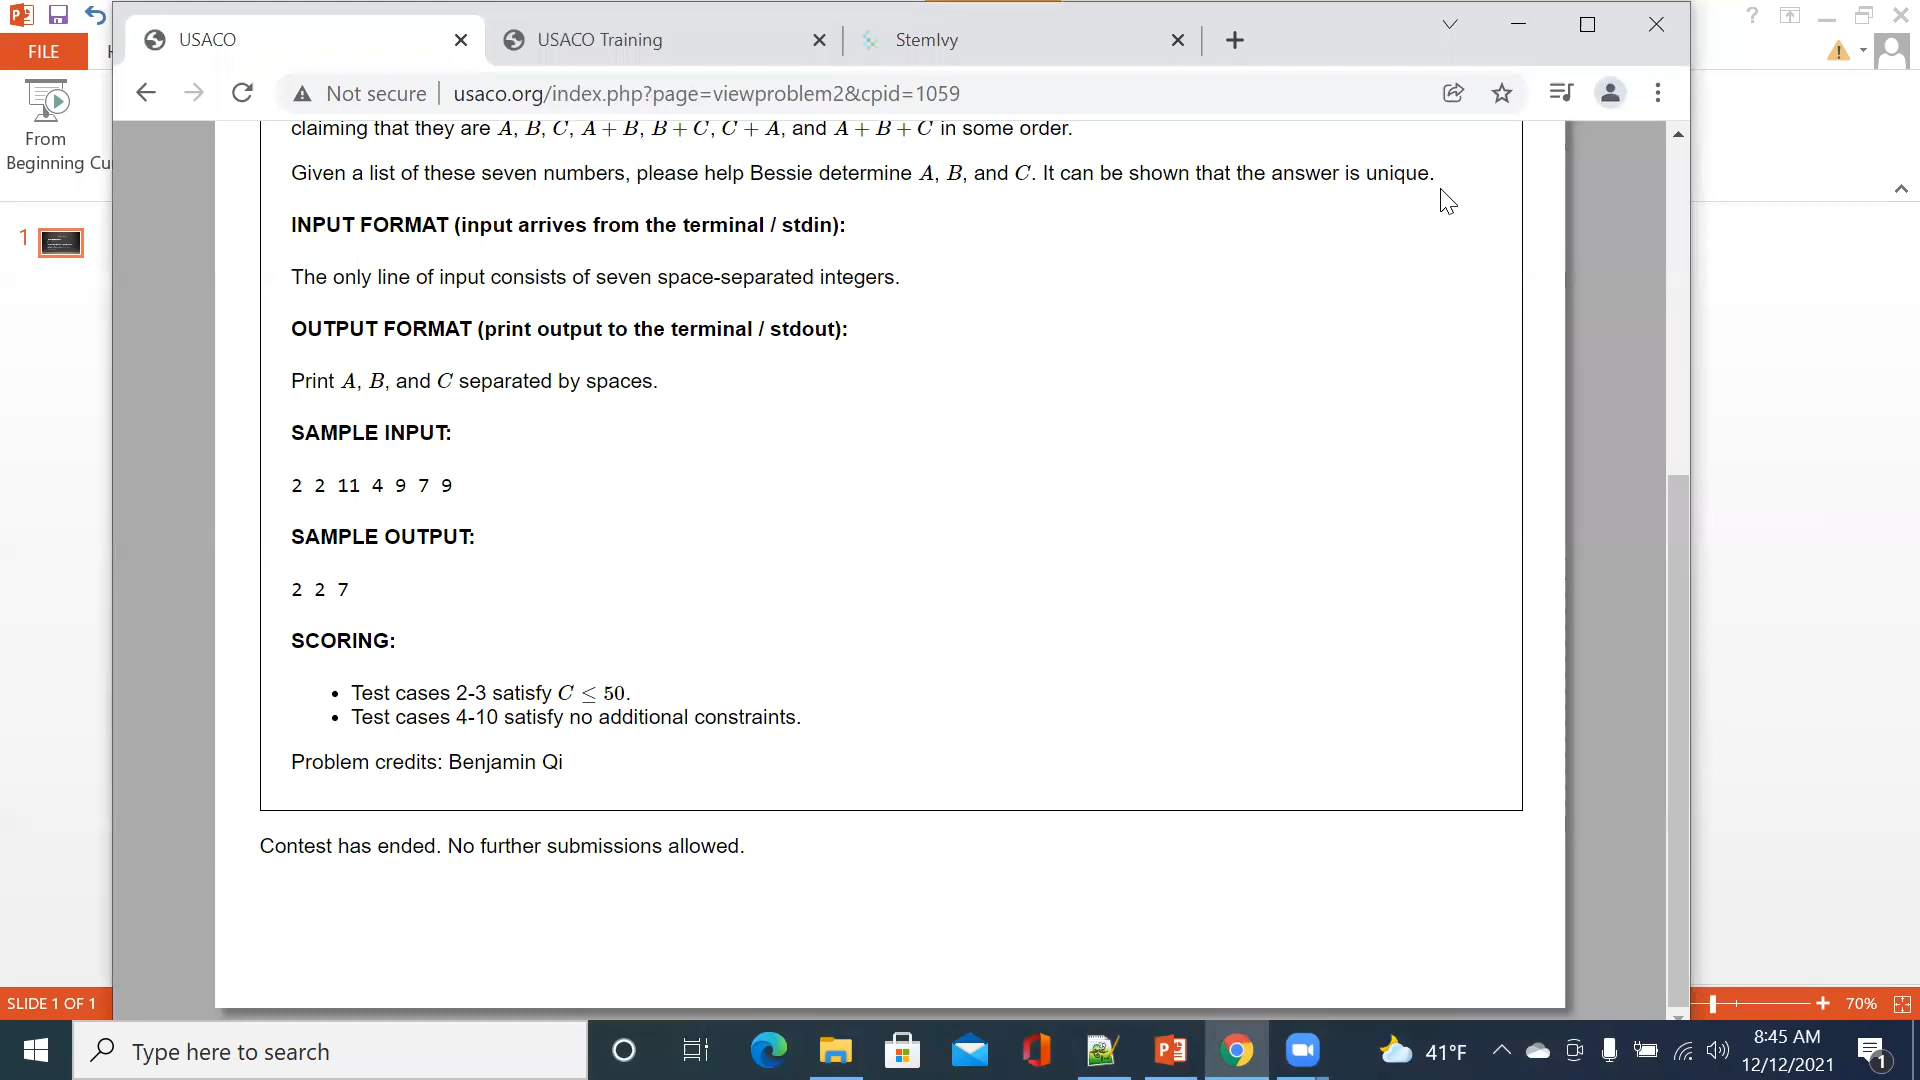 USACO
USACO Training
StemIvy
FILE
Not secure
usaco.org/index.php?page=viewproblem2&cpid=1059
From
Beginning Cu
claiming that they are A, B, C, A + B, B + C, C + A, and A + B + C in some order.
Given a list of these seven numbers, please help Bessie determine A, B, and C. It can be shown that the answer is unique.
1
INPUT FORMAT (input arrives from the terminal / stdin):
The only line of input consists of seven space-separated integers.
OUTPUT FORMAT (print output to the terminal / stdout):
Print A, B, and C separated by spaces.
SAMPLE INPUT:
2 2 11 4 9 7 9
SAMPLE OUTPUT:
2 2 7
SCORING:
• Test cases 2-3 satisfy C ≤ 50.
• Test cases 4-10 satisfy no additional constraints.
Problem credits: Benjamin Qi
Contest has ended. No further submissions allowed.
SLIDE 1 OF 1
70%
Type here to search
41°F
8:45 AM
12/12/2021
1